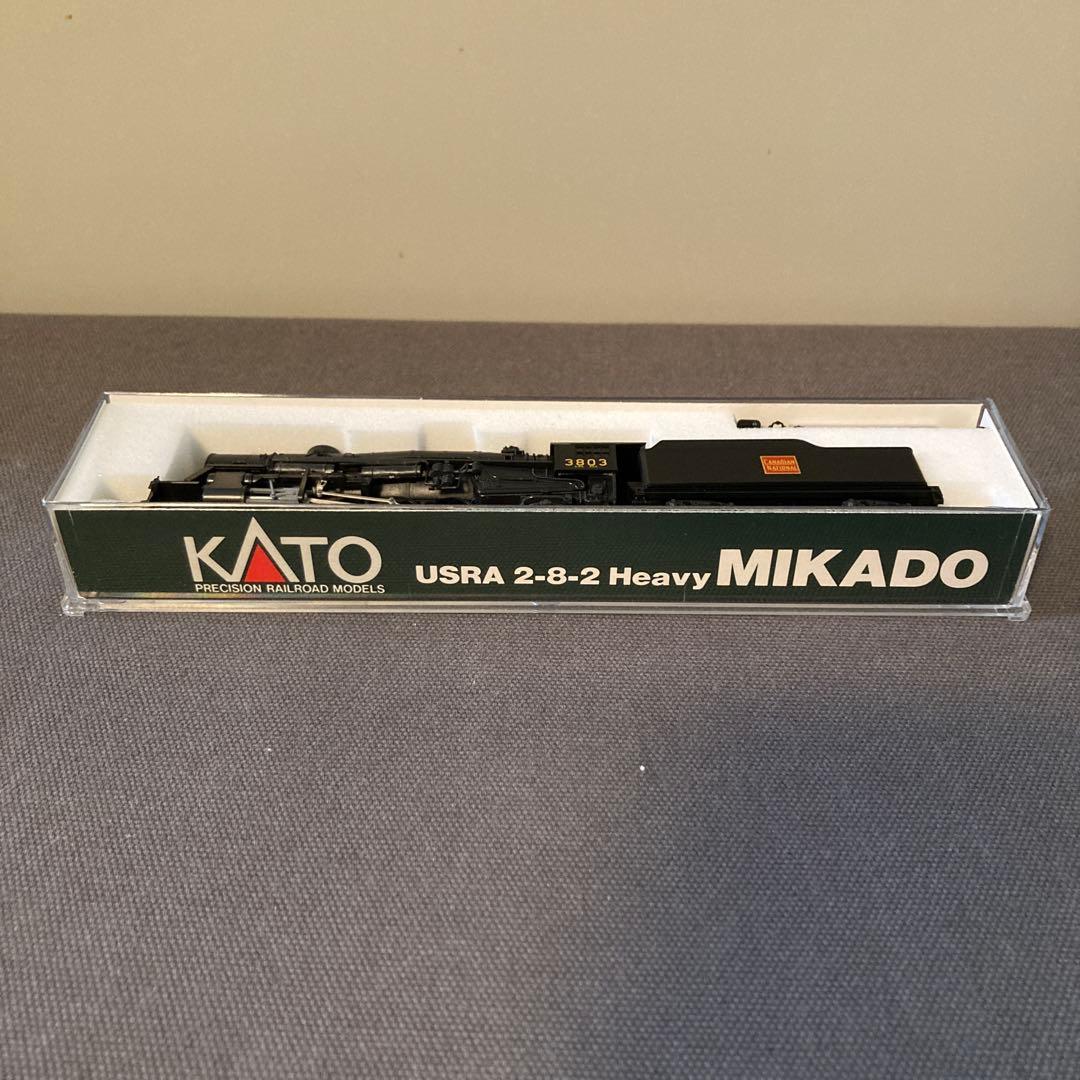 3803
CANADIAN
NATIONAL
KATO
PRECISION RAILROAD MODELS
USRA 2-8-2 Heavy MIKADO